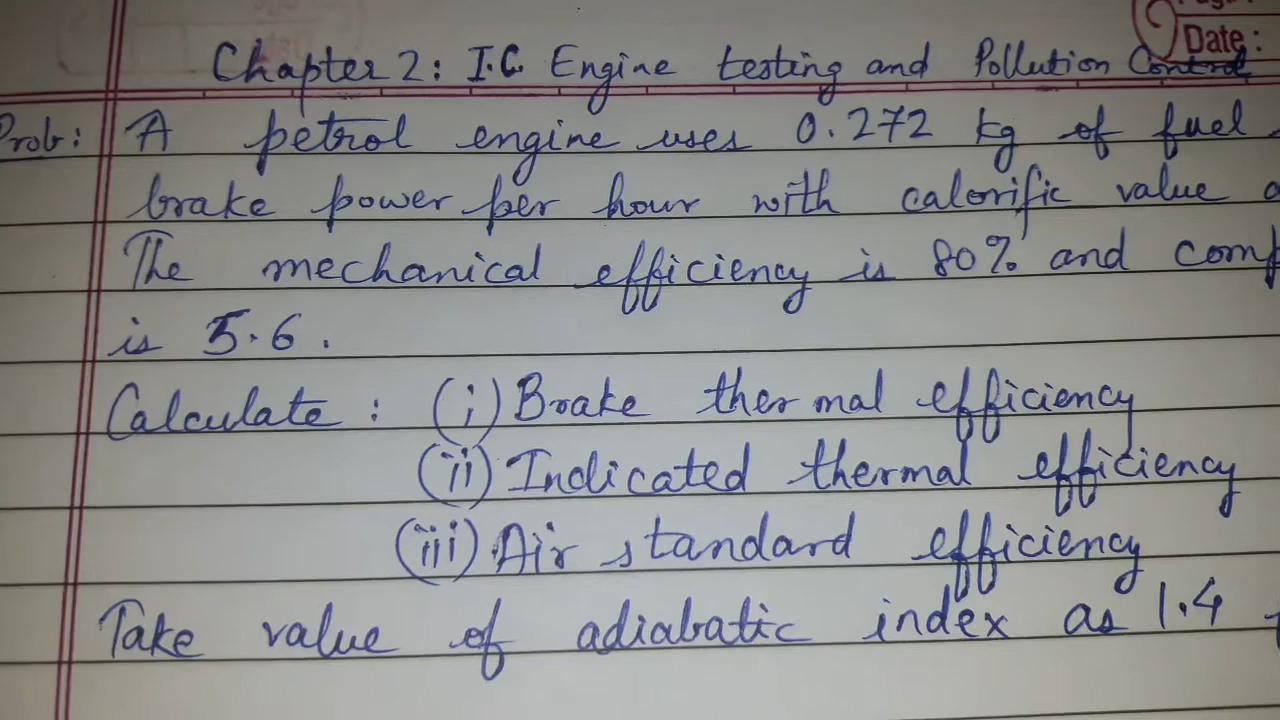 Date:
Chapter 2: I.C. Engine testing and Pollution Control
Prob: A petrol engine uses 0.272 kg of fuel
brake power per hour with calorific value
The mechanical efficiency is 80% and
is 5.6.
Calculate: (i) Brake thermal efficiency
(ii) Indicated thermal efficiency
(iii) Air standard efficiency
Take value of adiabatic index as 1.4